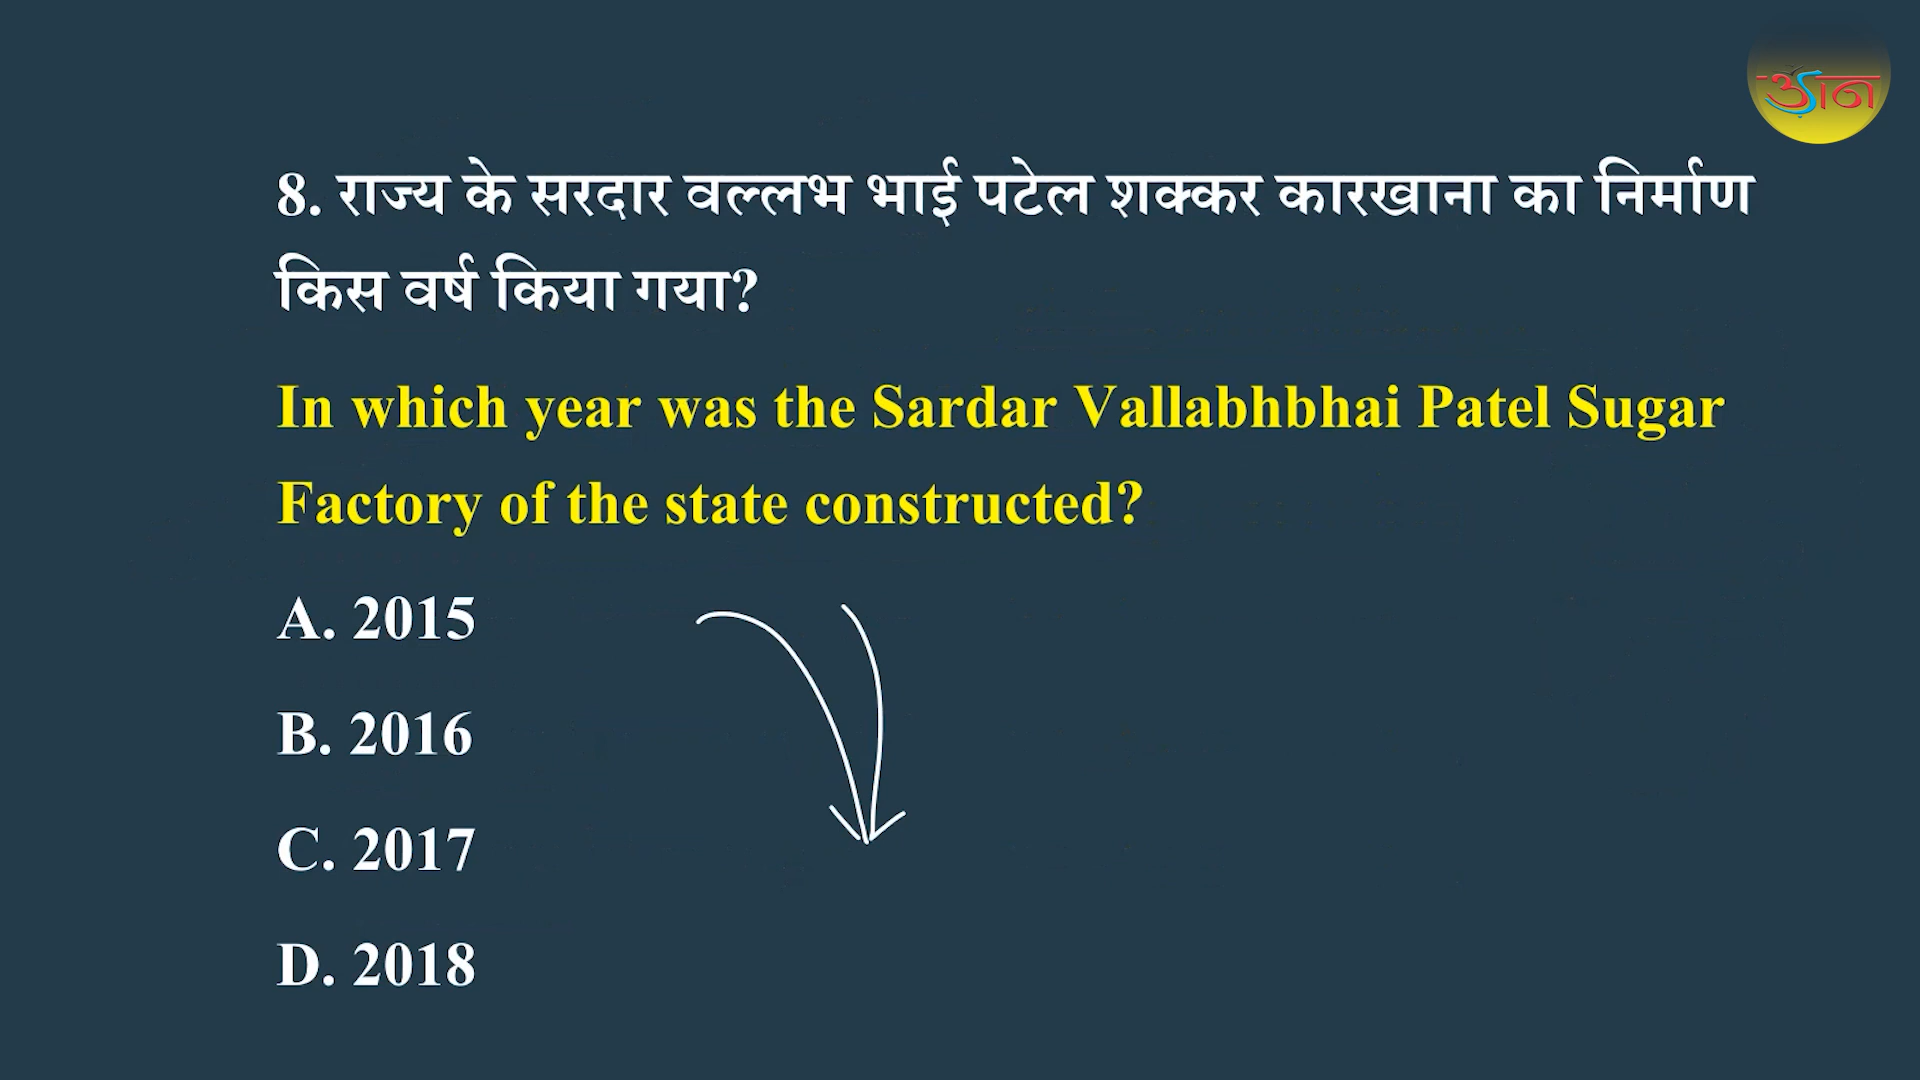 उड़ान
8. राज्य के सरदार वल्लभ भाई पटेल शक्कर कारखाना का निर्माण
किस वर्ष किया गया?
In which year was the Sardar Vallabhbhai Patel Sugar
Factory of the state constructed?
A. 2015
B. 2016
C. 2017
D. 2018